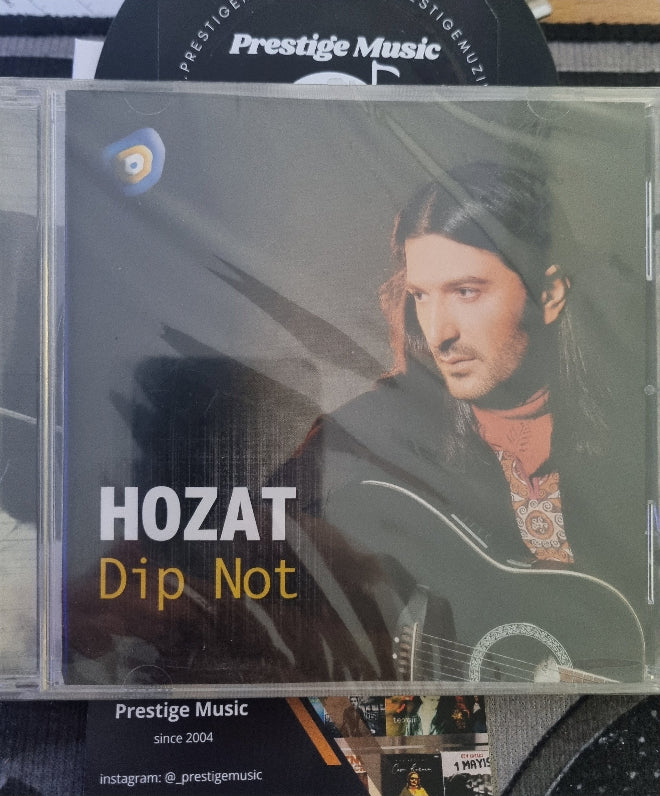 Prestige Music
HOZAT
Dip Not
Prestige Music
since 2004
instagram: @_prestigemusic
1 MAYIS